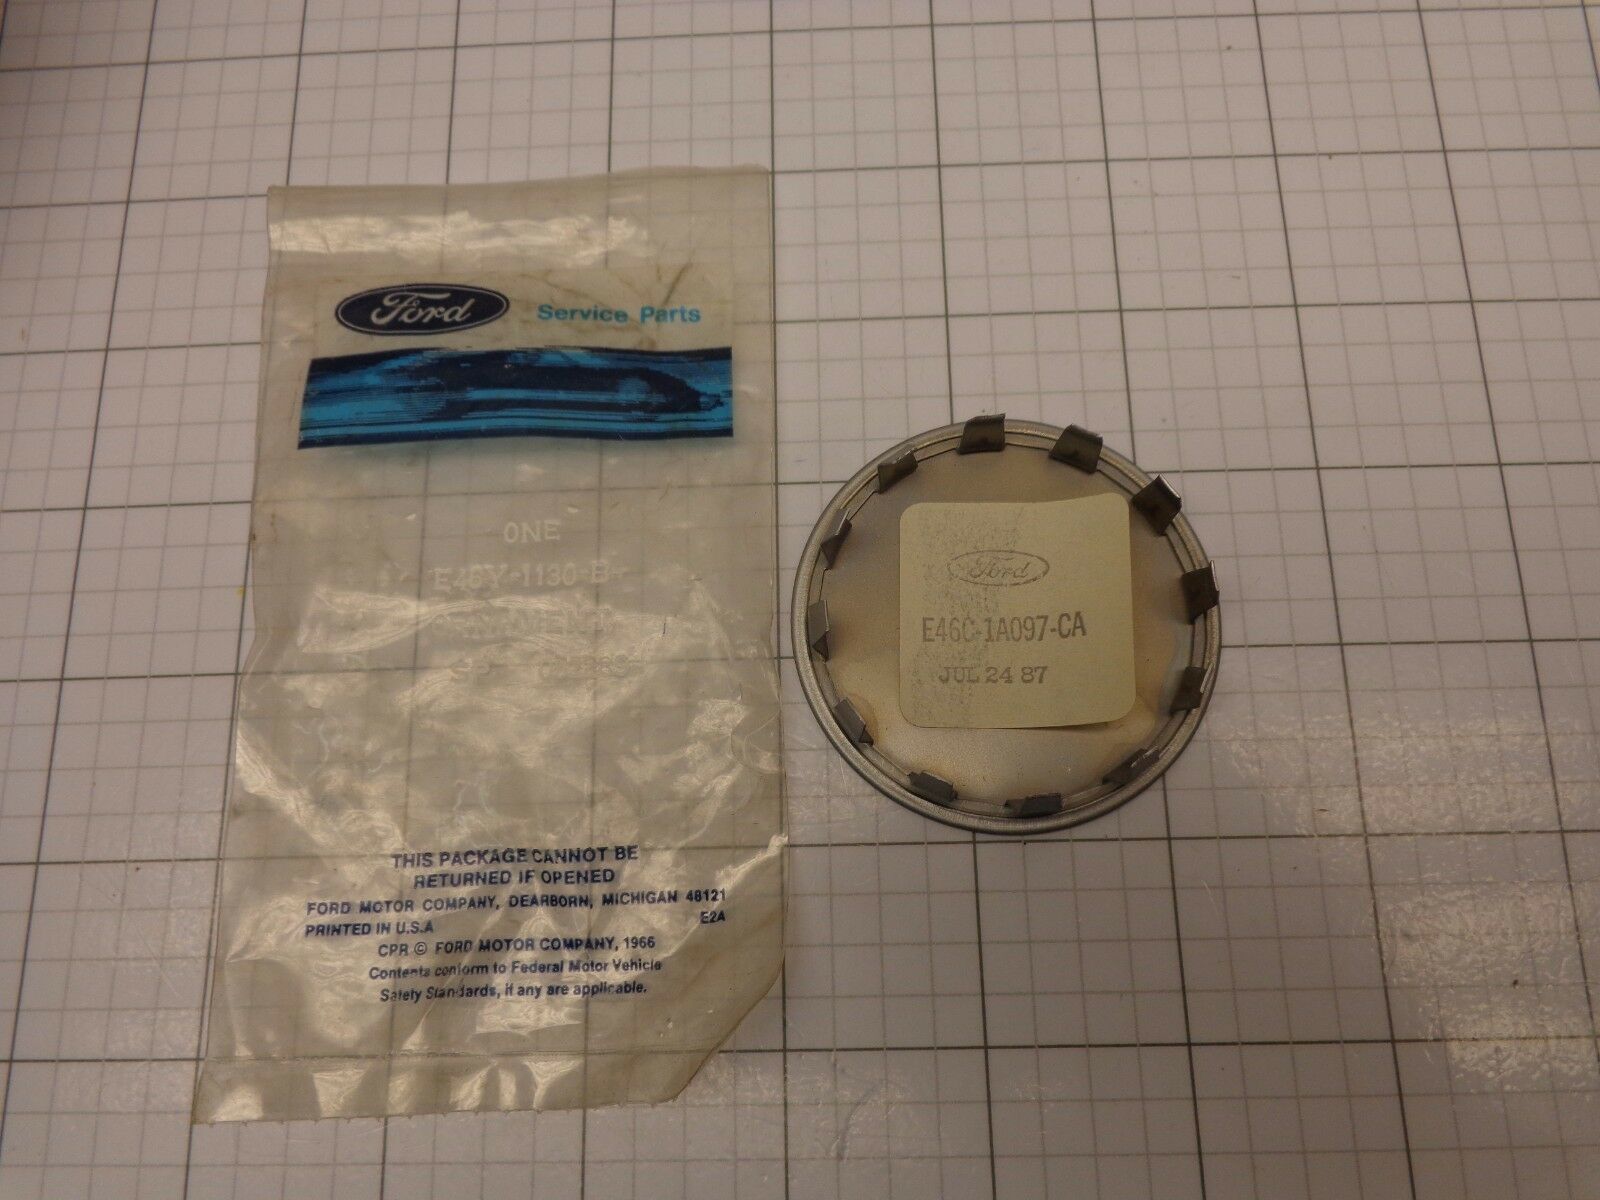 Ford Service Parts
ONE
E46Y-1130-B
ORNAMENT
THIS PACKAGE CANNOT BE
RETURNED IF OPENED
FORD MOTOR COMPANY, DEARBORN, MICHIGAN 48121
PRINTED IN U.S.A E2A
CPR © FORD MOTOR COMPANY, 1966
Contents conform to Federal Motor Vehicle
Safety Standards, if any are applicable.
Ford
E46C-1A097-CA
JUL 24 87